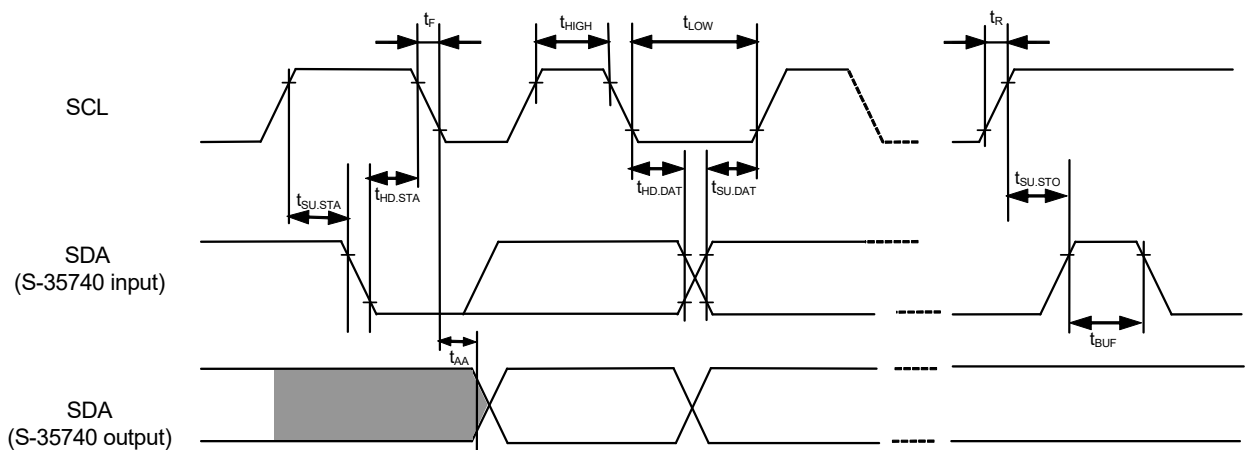 tF
tHIGH
tLOW
tR
SCL
tSU.STA
tHD.STA
tHD.DAT
tSU.DAT
tSU.STO
SDA
(S-35740 input)
tBUF
tAA
SDA
(S-35740 output)